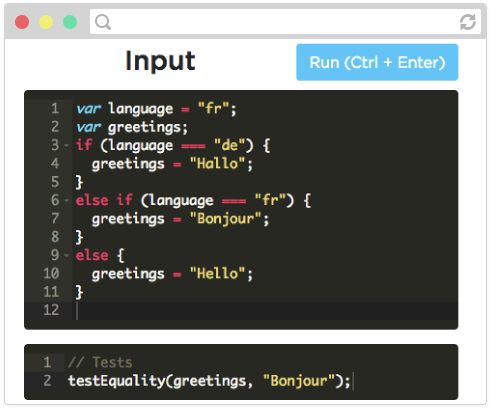 Input
Run (Ctrl + Enter)
1 var language = "fr";
2 var greetings;
3 if (language === "de") {
4   greetings = "Hallo";
5 }
6 else if (language === "fr") {
7   greetings = "Bonjour";
8 }
9 else {
10   greetings = "Hello";
11 }
12
1 // Tests
2 testEquality(greetings, "Bonjour");